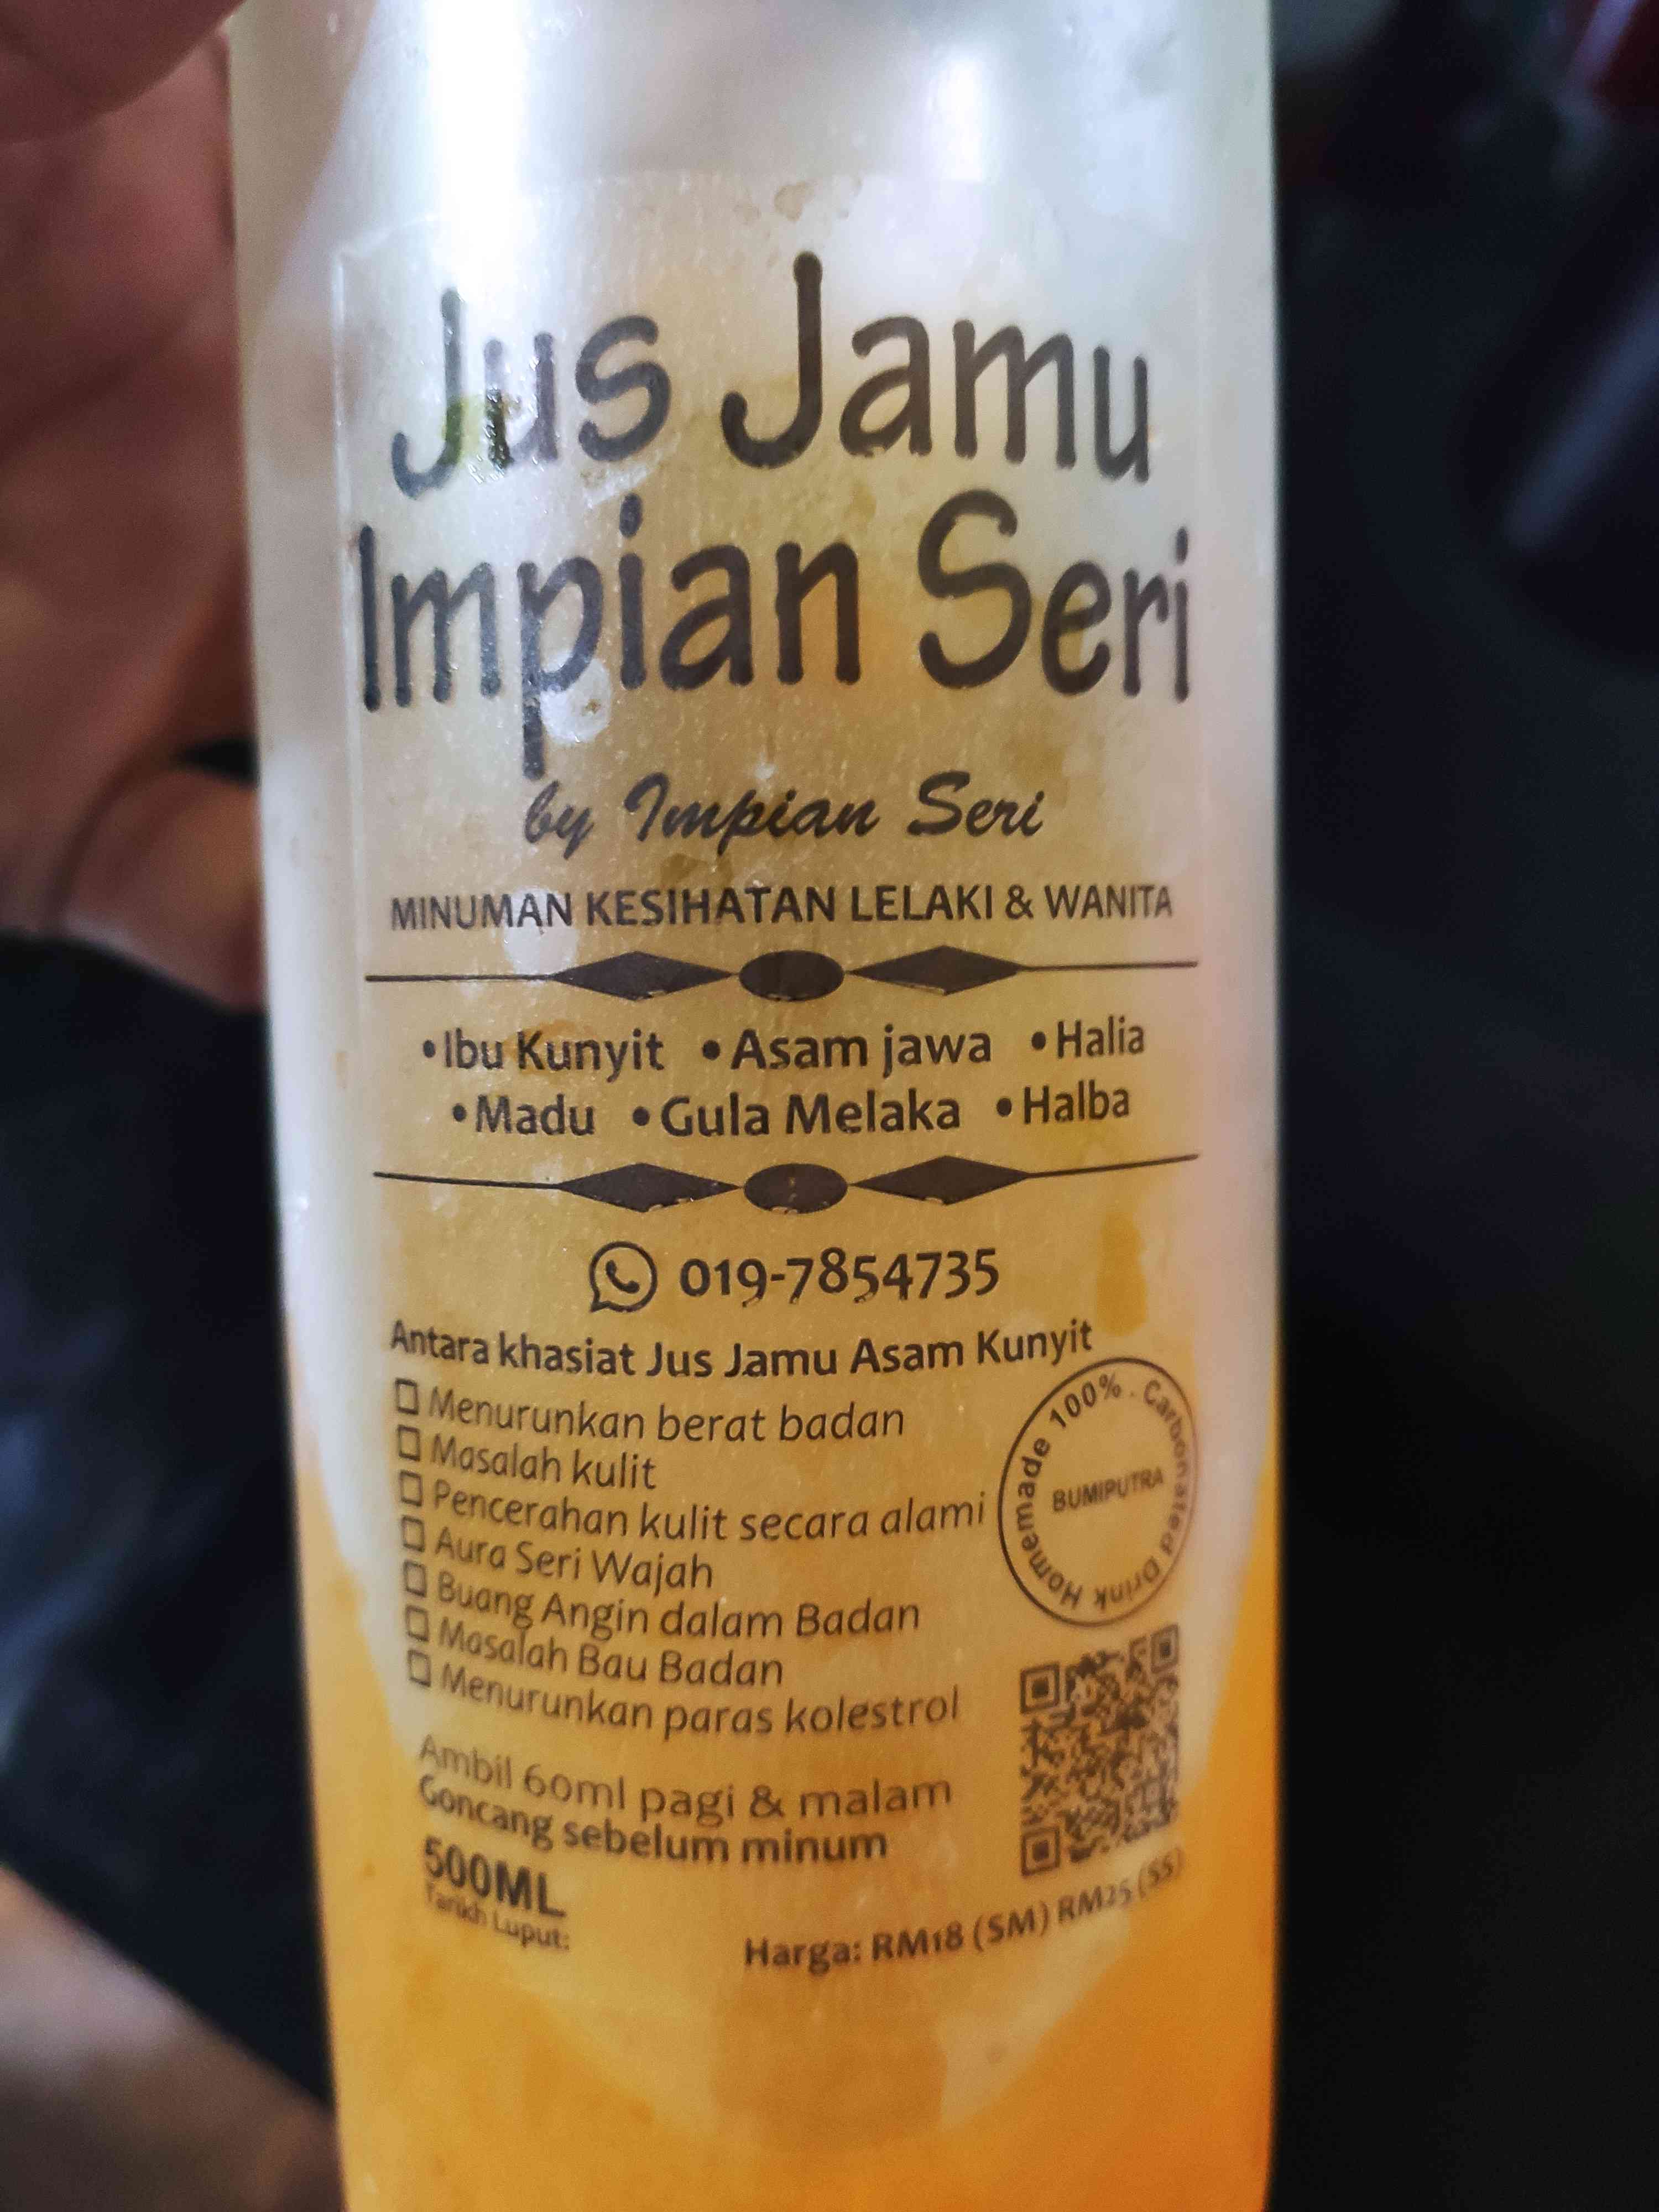 Jus Jamu
Impian Seri
by Impian Seri
MINUMAN KESIHATAN LELAKI & WANITA
•Ibu Kunyit •Asam jawa •Halia
•Madu •Gula Melaka •Halba
019-7854735
Antara khasiat Jus Jamu Asam Kunyit
Menurunkan berat badan
Masalah kulit
Pencerahan kulit secara alami
Aura Seri Wajah
Buang Angin dalam Badan
Masalah Bau Badan
Menurunkan paras kolestrol
Homemade 100% . Carbonated Drink
BUMIPUTRA
Ambil 60ml pagi & malam
Goncang sebelum minum
500ML
Tarikh Luput:
Harga: RM18 (SM) RM25 (SS)